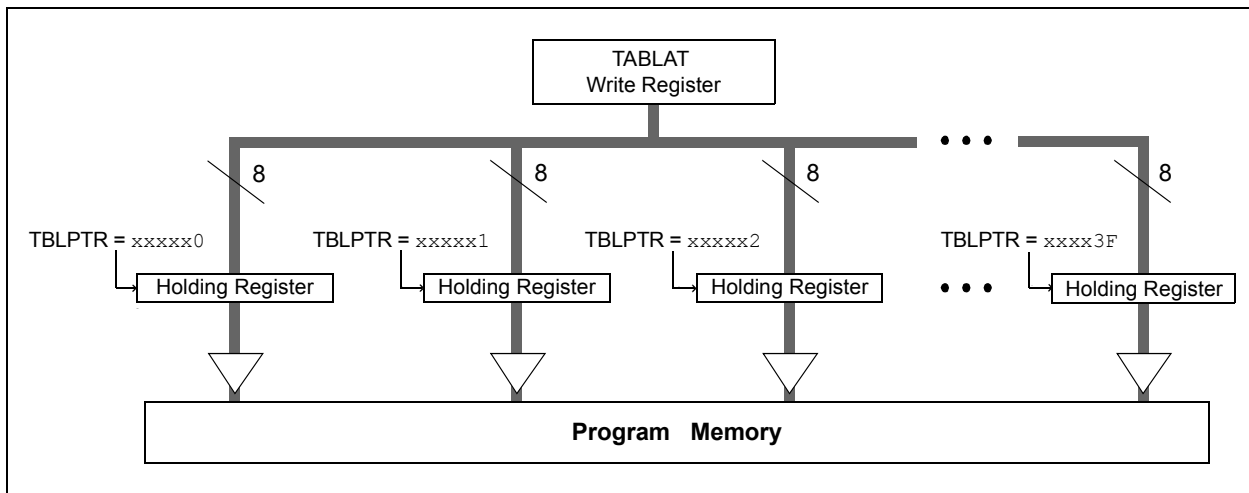 TABLAT
Write Register
• • •
8
8
8
8
TBLPTR = xxxxx0
TBLPTR = xxxxx1
TBLPTR = xxxxx2
TBLPTR = xxxx3F
Holding Register
Holding Register
Holding Register
• • •
Holding Register
Program Memory